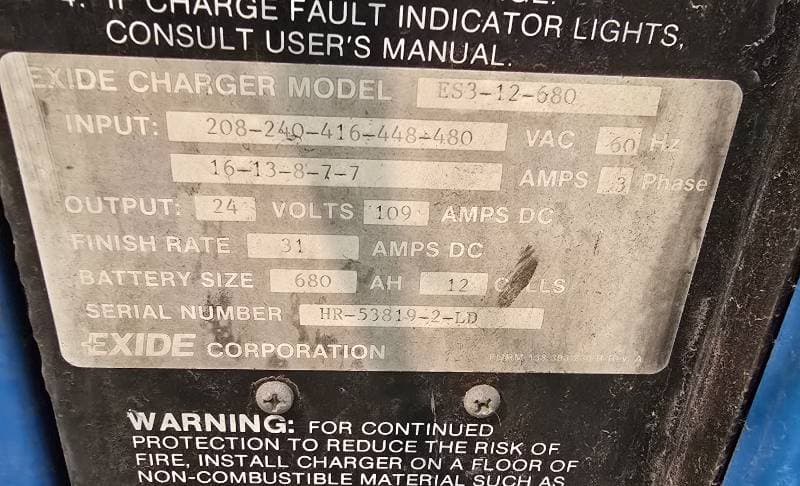 4. IF CHARGE FAULT INDICATOR LIGHTS,
CONSULT USER'S MANUAL.
EXIDE CHARGER MODEL ES3-12-680
INPUT: 208-240-416-448-480 VAC 60 Hz
16-13-8-7-7 AMPS 3 Phase
OUTPUT: 24 VOLTS 109 AMPS DC
FINISH RATE 31 AMPS DC
BATTERY SIZE 680 AH 12 CELLS
SERIAL NUMBER HR-53819-2-LD
EXIDE CORPORATION
WARNING: FOR CONTINUED
PROTECTION TO REDUCE THE RISK OF
FIRE, INSTALL CHARGER ON A FLOOR OF
NON-COMBUSTIBLE MATERIAL SUCH AS